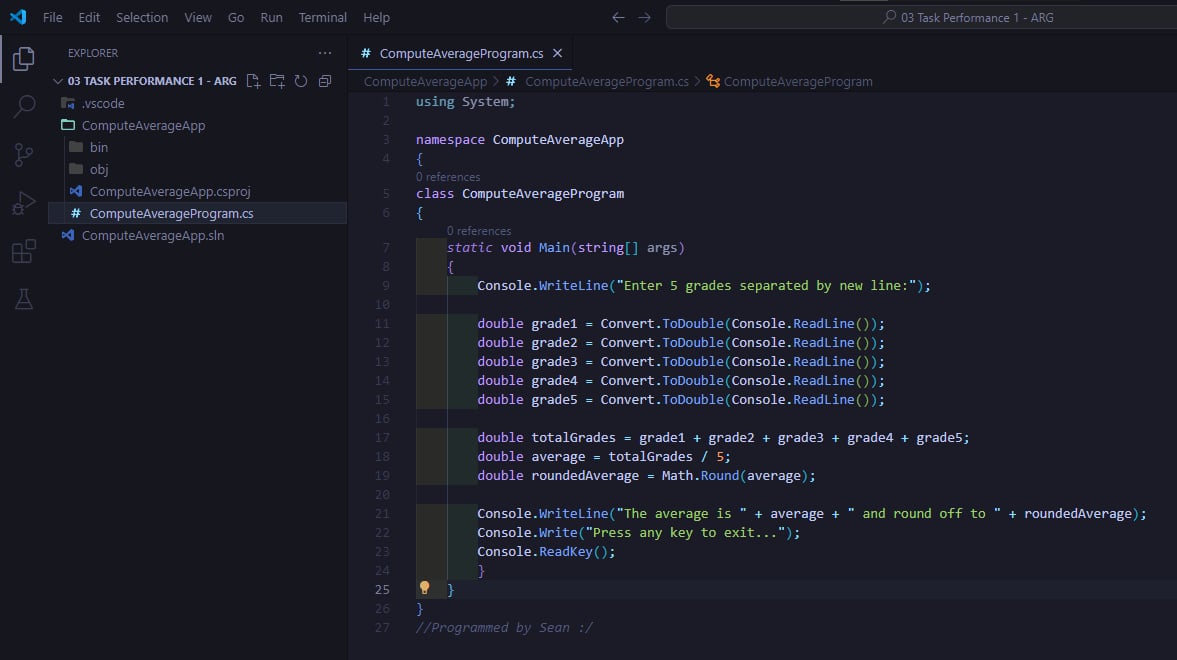 File Edit Selection View Go Run Terminal Help
03 Task Performance 1 - ARG
EXPLORER
03 TASK PERFORMANCE 1 - ARG
.vscode
ComputeAverageApp
bin
obj
ComputeAverageApp.csproj
# ComputeAverageProgram.cs
ComputeAverageApp.sln
# ComputeAverageProgram.cs
ComputeAverageApp > # ComputeAverageProgram.cs > ComputeAverageProgram
1 using System;
2
3 namespace ComputeAverageApp
4 {
0 references
5 class ComputeAverageProgram
6 {
0 references
7 static void Main(string[] args)
8 {
9 Console.WriteLine("Enter 5 grades separated by new line:");
10
11 double grade1 = Convert.ToDouble(Console.ReadLine());
12 double grade2 = Convert.ToDouble(Console.ReadLine());
13 double grade3 = Convert.ToDouble(Console.ReadLine());
14 double grade4 = Convert.ToDouble(Console.ReadLine());
15 double grade5 = Convert.ToDouble(Console.ReadLine());
16
17 double totalGrades = grade1 + grade2 + grade3 + grade4 + grade5;
18 double average = totalGrades / 5;
19 double roundedAverage = Math.Round(average);
20
21 Console.WriteLine("The average is " + average + " and round off to " + roundedAverage);
22 Console.Write("Press any key to exit...");
23 Console.ReadKey();
24 }
25 }
26 }
27 //Programmed by Sean :/